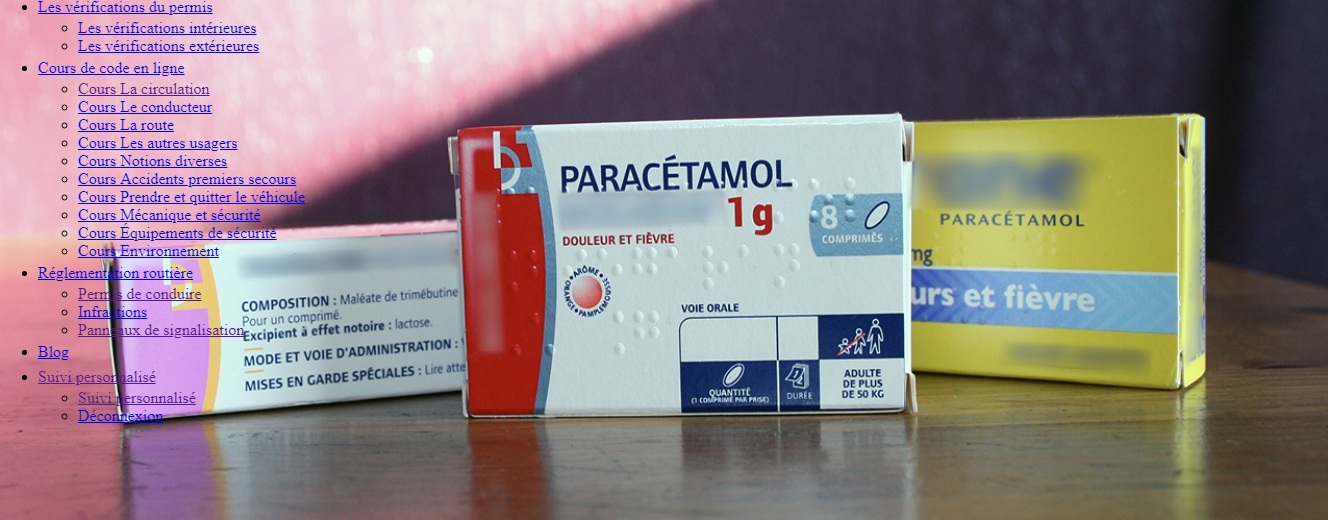 Les vérifications du permis
Les vérifications intérieures
Les vérifications extérieures
Cours de code en ligne
Cours La circulation
Cours Le conducteur
Cours La route
Cours Les autres usagers
Cours Notions diverses
Cours Accidents premiers secours
Cours Prendre et quitter le véhicule
Cours Mécanique et sécurité
Cours Équipements de sécurité
Cours Environnement
Réglementation routière
Permis de conduire
Infractions
Panneaux de signalisation
Blog
Suivi personnalisé
Suivi personnalisé
Déconnexion
COMPOSITION : Maléate de trimébutine
Pour un comprimé.
Excipient à effet notoire : lactose.
MODE ET VOIE D'ADMINISTRATION :
MISES EN GARDE SPÉCIALES : Lire
PARACÉTAMOL
1g
8
COMPRIMÉS
DOULEUR ET FIÈVRE
ARÔME
ORANGE PAMPLEMOUSSE
VOIE ORALE
QUANTITÉ
(1 COMPRIMÉ PAR PRISE)
DURÉE
ADULTE
DE PLUS
DE 50 KG
PARACÉTAMOL
mg
urs et fièvre